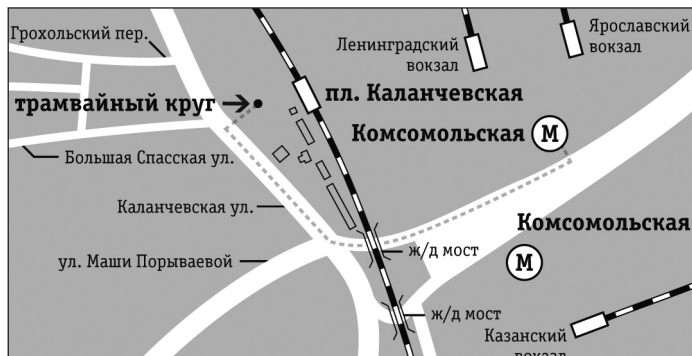 Грохольский пер.
Ленинградский
вокзал
Ярославский
вокзал
трамвайный круг
пл. Каланчевская
Комсомольская М
Большая Спасская ул.
Каланчевская ул.
Комсомольская
М
ул. Маши Порываевой
ж/д мост
ж/д мост
Казанский
вокзал